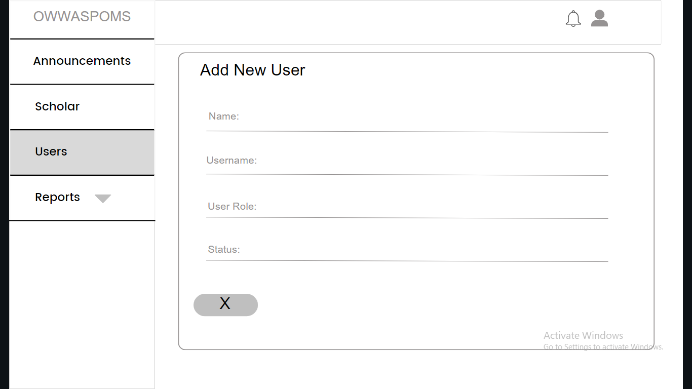 OWWASPOMS
Announcements
Scholar
Users
Reports
Add New User
Name:
Username:
User Role:
Status:
X
Activate Windows
Go to Settings to activate Windows.